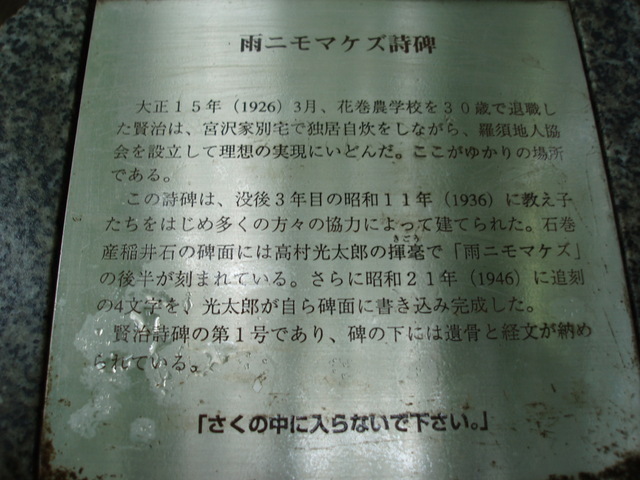 雨ニモマケズ詩碑
大正１５年（1926）3月、花巻農学校を３０歳で退職し
た賢治は、宮沢家別宅で独居自炊をしながら、羅須地人協
会を設立して理想の実現にいどんだ。ここがゆかりの場所
である。
この詩碑は、没後３年目の昭和１１年（1936）に教え子
たちをはじめ多くの方々の協力によって建てられた。石巻
産稲井石の碑面には高村光太郎の揮毫で「雨ニモマケズ」
きごう
の後半が刻まれている。さらに昭和２１年（1946）に追刻
の4文字を、光太郎が自ら碑面に書き込み完成した。
賢治詩碑の第１号であり、碑の下には遺骨と経文が納め
られている。
「さくの中に入らないで下さい。」